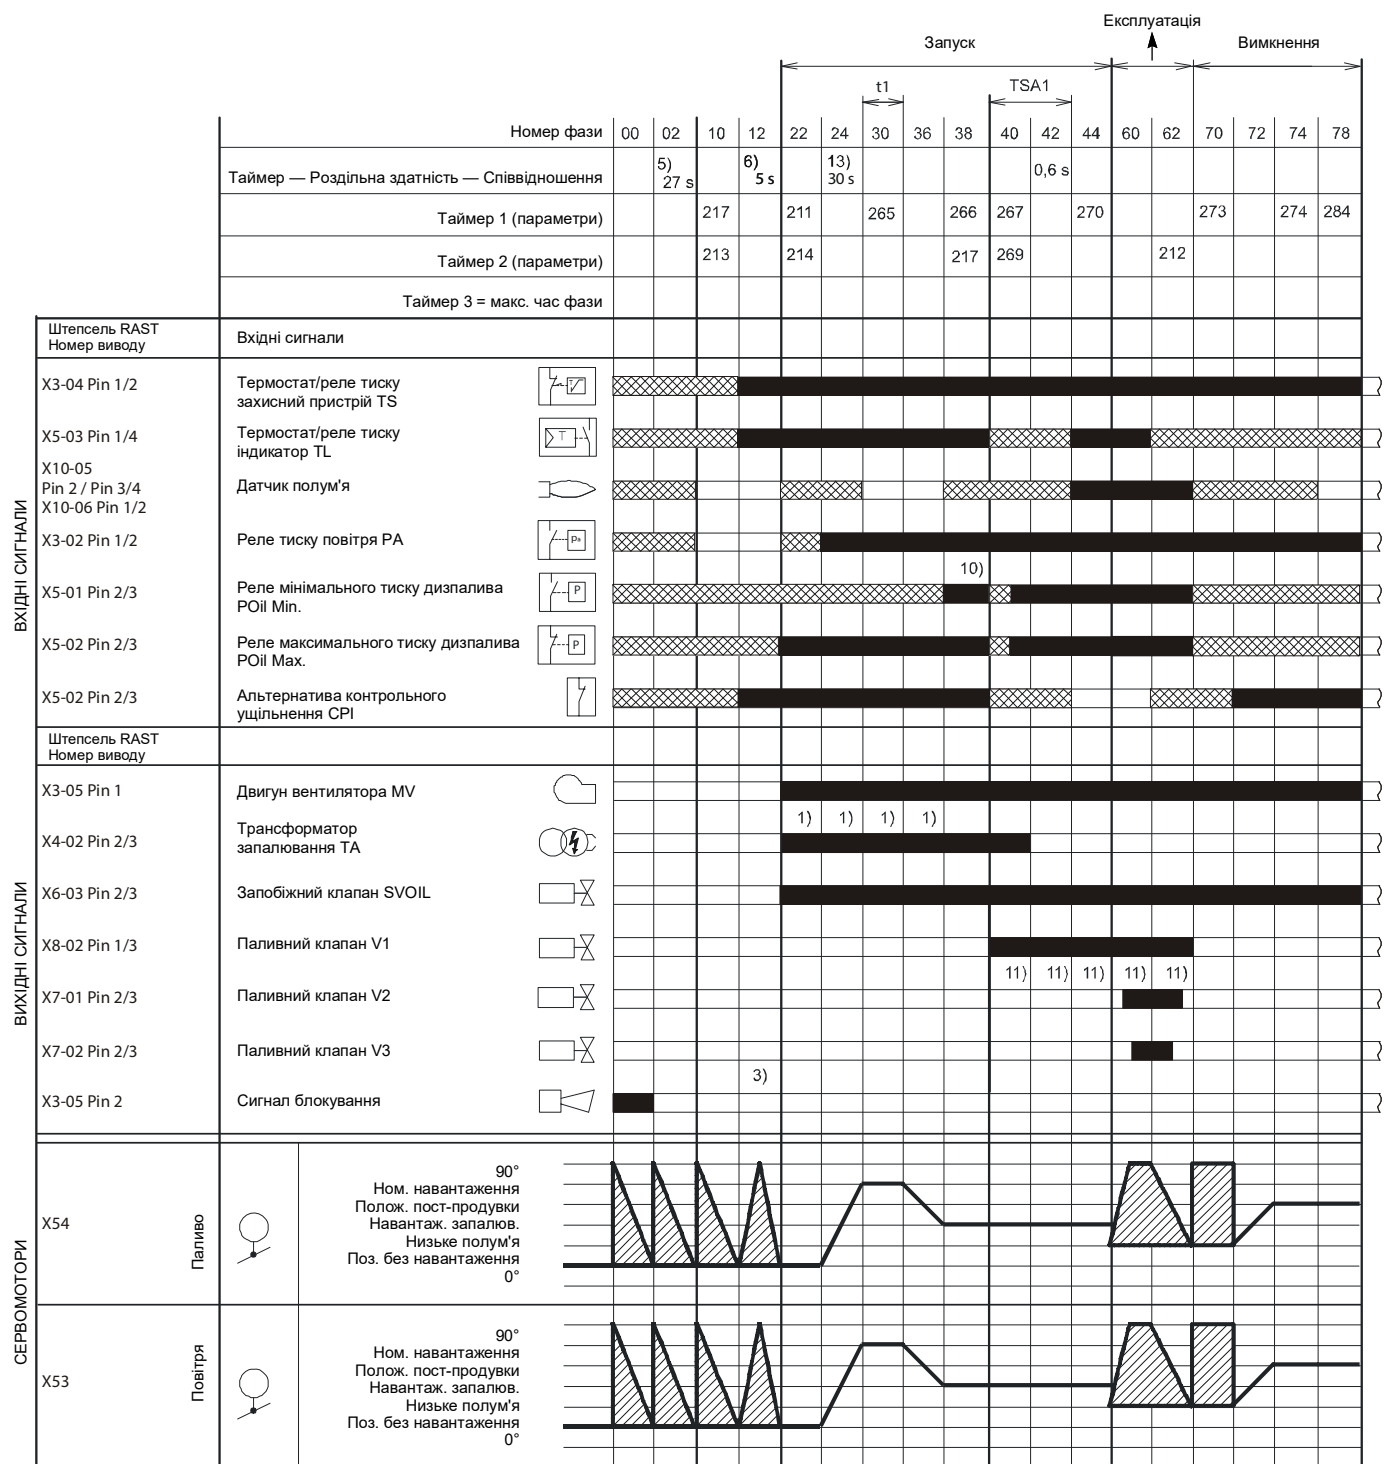 Експлуатація
Запуск
Вимкнення
t1
TSA1
Номер фази 00 02 10 12 22 24 30 36 38 40 42 44 60 62 70 72 74 78
Таймер — Роздільна здатність — Співвідношення 5) 27 s 6) 5 s 13) 30 s 0,6 s
Таймер 1 (параметри) 217 211 265 266 267 270 273 274 284
Таймер 2 (параметри) 213 214 217 269 212
Таймер 3 = макс. час фази
Штепсель RAST
Номер виводу
Вхідні сигнали
ВХІДНІ СИГНАЛИ
X3-04 Pin 1/2
Термостат/реле тиску
захисний пристрій TS
X5-03 Pin 1/4
Термостат/реле тиску
індикатор TL
T
X10-05
Pin 2 / Pin 3/4
X10-06 Pin 1/2
Датчик полум'я
X3-02 Pin 1/2
Реле тиску повітря PA
Pa
10)
X5-01 Pin 2/3
Реле мінімального тиску дизпалива
POil Min.
P
X5-02 Pin 2/3
Реле максимального тиску дизпалива
POil Max.
P
X5-02 Pin 2/3
Альтернатива контрольного
ущільнення CPI
Штепсель RAST
Номер виводу
ВИХІДНІ СИГНАЛИ
X3-05 Pin 1
Двигун вентилятора MV
1) 1) 1) 1)
X4-02 Pin 2/3
Трансформатор
запалювання TA
X6-03 Pin 2/3
Запобіжний клапан SVOIL
X8-02 Pin 1/3
Паливний клапан V1
11) 11) 11) 11) 11)
X7-01 Pin 2/3
Паливний клапан V2
X7-02 Pin 2/3
Паливний клапан V3
3)
X3-05 Pin 2
Сигнал блокування
СЕРВОМОТОРИ
X54
Паливо
90°
Ном. навантаження
Полож. пост-продувки
Навантаж. запалюв.
Низьке полум'я
Поз. без навантаження
0°
X53
Повітря
90°
Ном. навантаження
Полож. пост-продувки
Навантаж. запалюв.
Низьке полум'я
Поз. без навантаження
0°